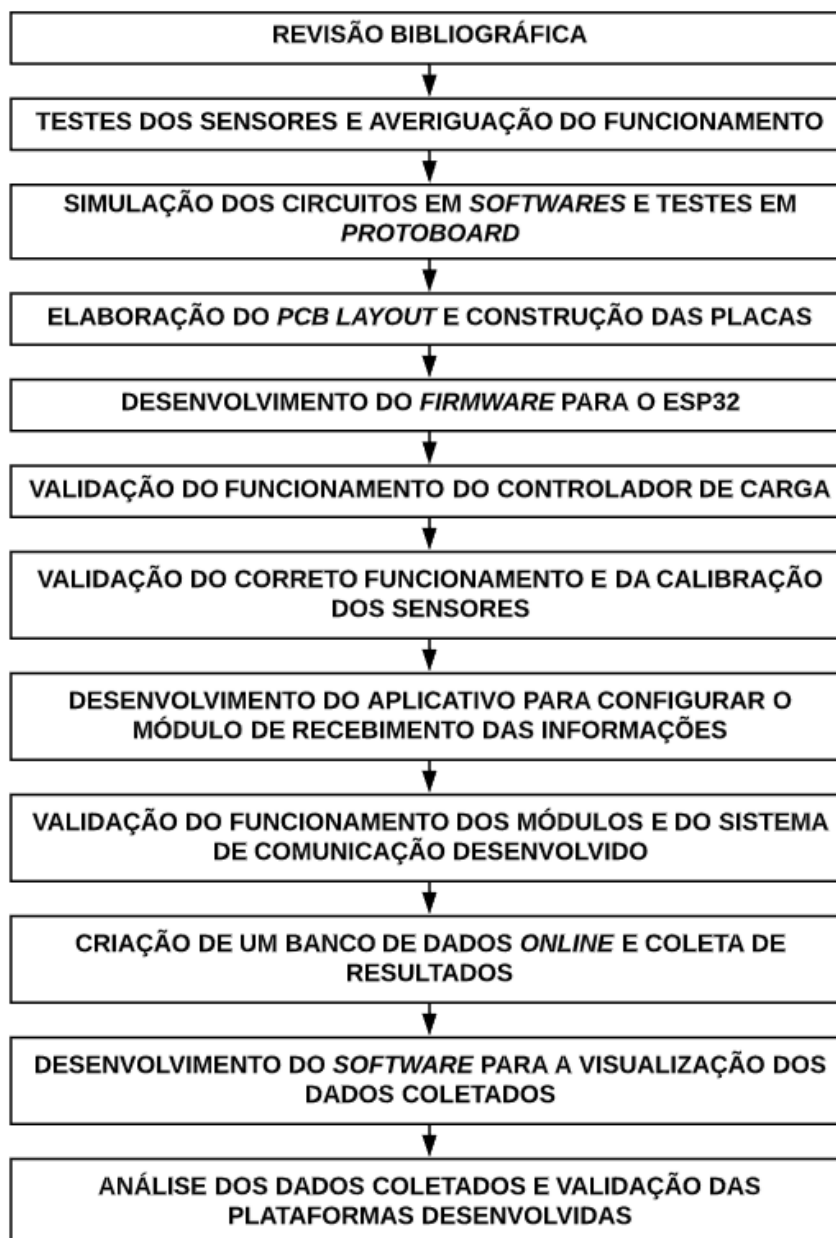 REVISÃO BIBLIOGRÁFICA
TESTES DOS SENSORES E AVERIGUAÇÃO DO FUNCIONAMENTO
SIMULAÇÃO DOS CIRCUITOS EM SOFTWARES E TESTES EM
PROTOBOARD
ELABORAÇÃO DO PCB LAYOUT E CONSTRUÇÃO DAS PLACAS
DESENVOLVIMENTO DO FIRMWARE PARA O ESP32
VALIDAÇÃO DO FUNCIONAMENTO DO CONTROLADOR DE CARGA
VALIDAÇÃO DO CORRETO FUNCIONAMENTO E DA CALIBRAÇÃO
DOS SENSORES
DESENVOLVIMENTO DO APLICATIVO PARA CONFIGURAR O
MÓDULO DE RECEBIMENTO DAS INFORMAÇÕES
VALIDAÇÃO DO FUNCIONAMENTO DOS MÓDULOS E DO SISTEMA
DE COMUNICAÇÃO DESENVOLVIDO
CRIAÇÃO DE UM BANCO DE DADOS ONLINE E COLETA DE
RESULTADOS
DESENVOLVIMENTO DO SOFTWARE PARA A VISUALIZAÇÃO DOS
DADOS COLETADOS
ANÁLISE DOS DADOS COLETADOS E VALIDAÇÃO DAS
PLATAFORMAS DESENVOLVIDAS